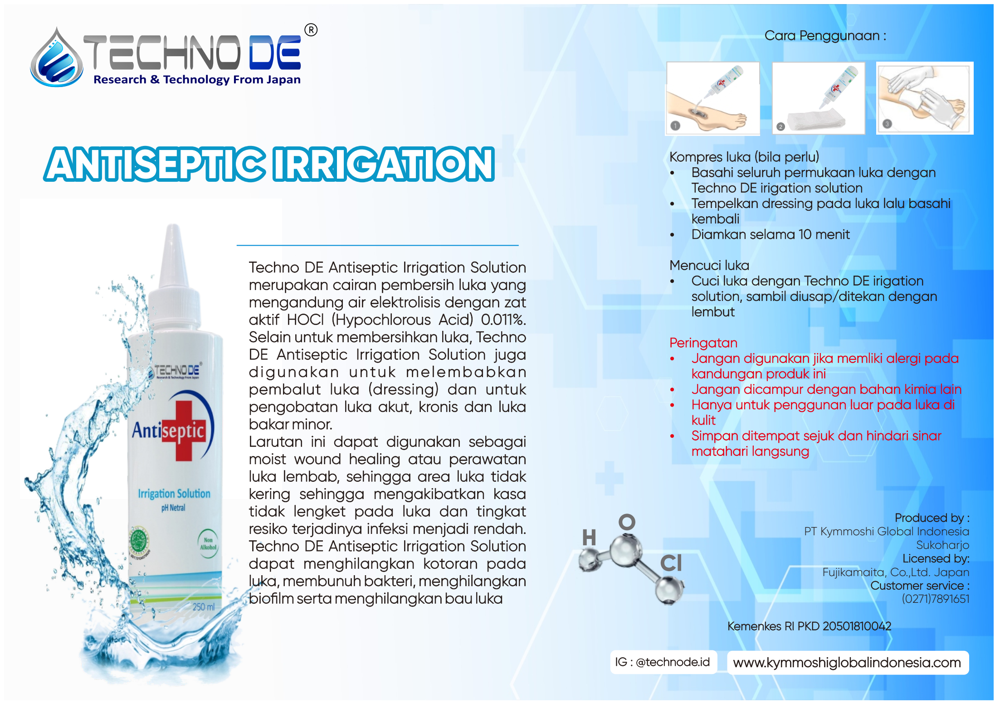 TECHNO DE ®
Research & Technology From Japan
ANTISEPTIC IRRIGATION
TECHNO DE ®
Research & Technology From Japan
Antiseptic
Irrigation Solution
pH Netral
Non
Alkohol
250 ml
Techno DE Antiseptic Irrigation Solution
merupakan cairan pembersih luka yang
mengandung air elektrolisis dengan zat
aktif HOCl (Hypochlorous Acid) 0.011%.
Selain untuk membersihkan luka, Techno
DE Antiseptic Irrigation Solution juga
digunakan untuk melembabkan
pembalut luka (dressing) dan untuk
pengobatan luka akut, kronis dan luka
bakar minor.
Larutan ini dapat digunakan sebagai
moist wound healing atau perawatan
luka lembab, sehingga area luka tidak
kering sehingga mengakibatkan kasa
tidak lengket pada luka dan tingkat
resiko terjadinya infeksi menjadi rendah.
Techno DE Antiseptic Irrigation Solution
dapat menghilangkan kotoran pada
luka, membunuh bakteri, menghilangkan
biofilm serta menghilangkan bau luka
Cara Penggunaan :
1
2
3
Kompres luka (bila perlu)
• Basahi seluruh permukaan luka dengan
Techno DE irigation solution
• Tempelkan dressing pada luka lalu basahi
kembali
• Diamkan selama 10 menit
Mencuci luka
• Cuci luka dengan Techno DE irigation
solution, sambil diusap/ditekan dengan
lembut
Peringatan
• Jangan digunakan jika memliki alergi pada
kandungan produk ini
• Jangan dicampur dengan bahan kimia lain
• Hanya untuk penggunan luar pada luka di
kulit
• Simpan ditempat sejuk dan hindari sinar
matahari langsung
H
O
Cl
Produced by :
PT Kymmoshi Global Indonesia
Sukoharjo
Licensed by:
Fujikamaita, Co.,Ltd. Japan
Customer service :
(0271)7891651
Kemenkes RI PKD 20501810042
IG : @technode.id
www.kymmoshiglobalindonesia.com